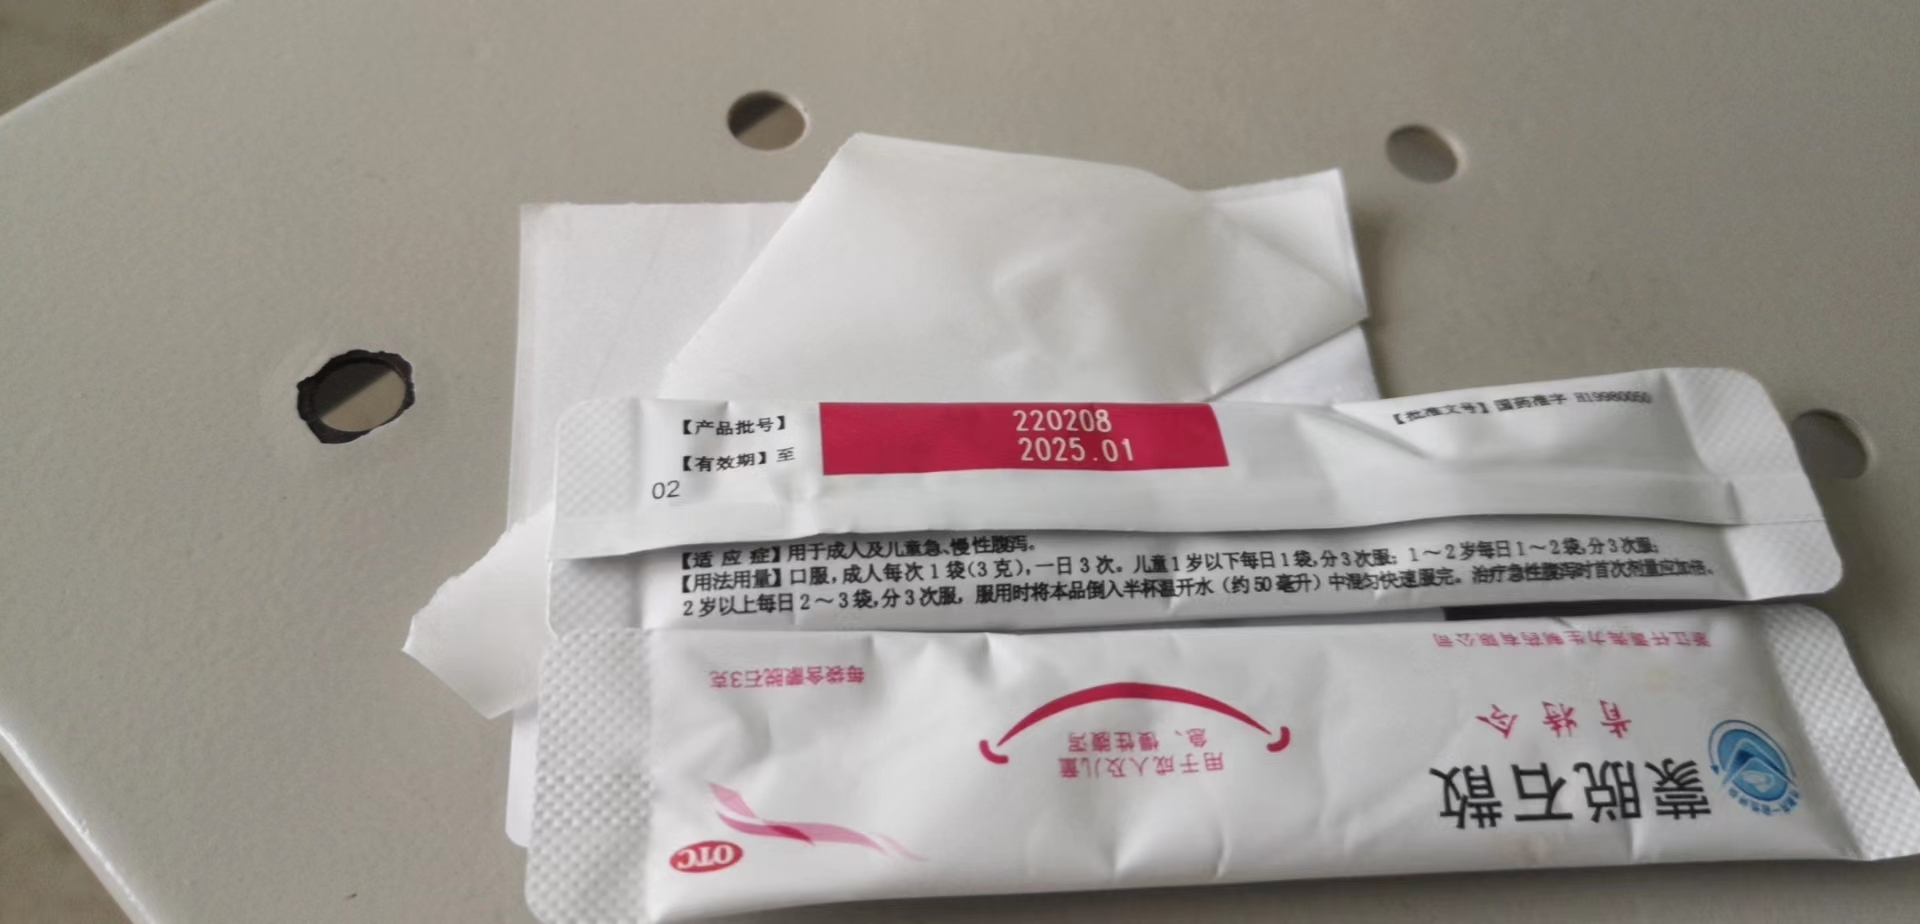 【产品批号】 220208
【有效期】至 2025.01
02
【批准文号】国药准字 H19980050
【适 应 症】用于成人及儿童急、慢性腹泻。
【用法用量】口服,成人每次1袋(3克),一日3次。儿童1岁以下每日1袋,分3次服;1～2岁每日1～2袋,分3次服;
2岁以上每日2～3袋,分3次服,服用时将本品倒入半杯温开水(约50毫升)中混匀快速服完。治疗急性腹泻时首次剂量应加倍。
蒙脱石散
肯特令
OTC
用于成人及儿童
急、慢性腹泻
每袋含蒙脱石3克